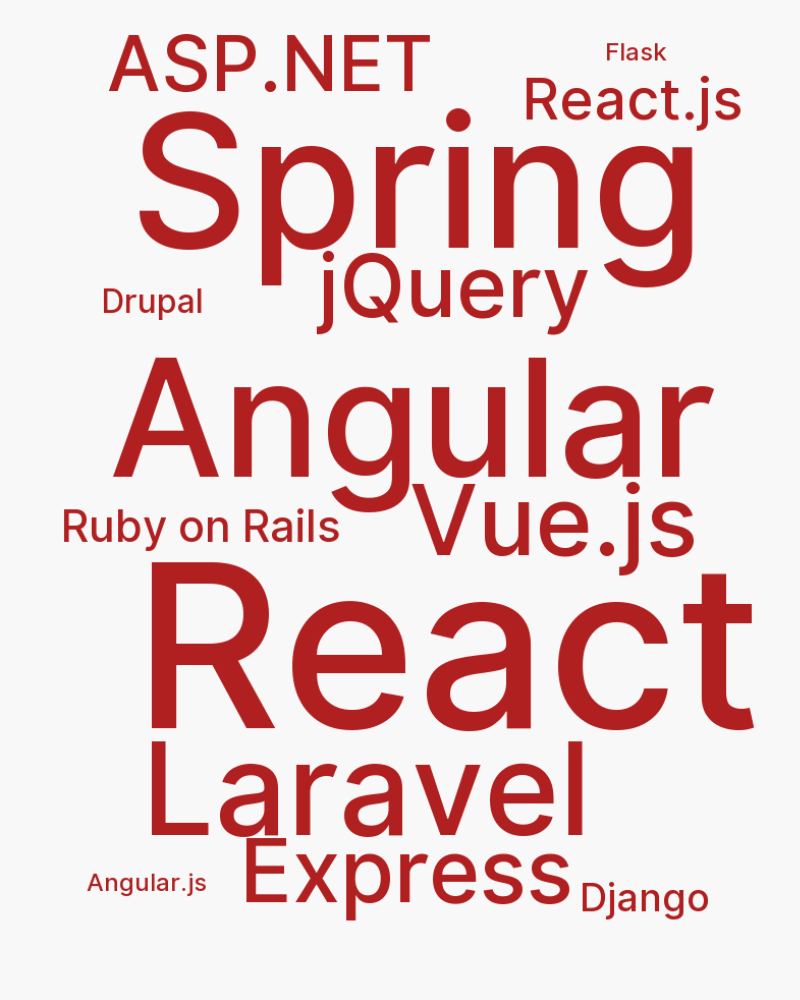 ASP.NET
Flask
React.js
Spring
jQuery
Drupal
Angular
Vue.js
Ruby on Rails
React
Laravel
Express
Angular.js
Django